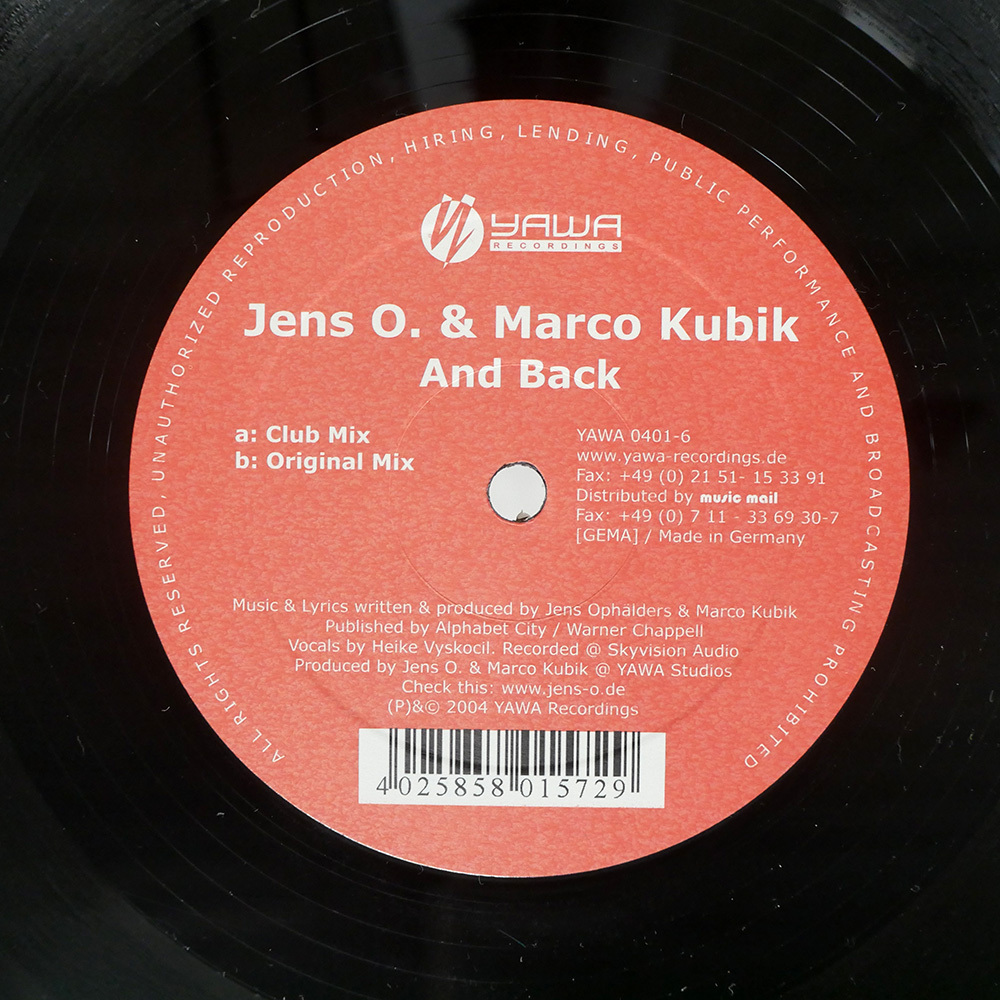 ALL RIGHTS RESERVED, UNAUTHORIZED REPRODUCTION, HIRING, LENDING, PUBLIC PERFORMANCE AND BROADCASTING PROHIBITED
YAWA
RECORDINGS
Jens O. & Marco Kubik
And Back
a: Club Mix
b: Original Mix
YAWA 0401-6
www.yawa-recordings.de
Fax: +49 (0) 21 51- 15 33 91
Distributed by music mail
Fax: +49 (0) 7 11 - 33 69 30-7
[GEMA] / Made in Germany
Music & Lyrics written & produced by Jens Ophalders & Marco Kubik
Published by Alphabet City / Warner Chappell
Vocals by Heike Vyskocil. Recorded @ Skyvision Audio
Produced by Jens O. & Marco Kubik @ YAWA Studios
Check this: www.jens-o.de
(P)&© 2004 YAWA Recordings
4 025858 015729